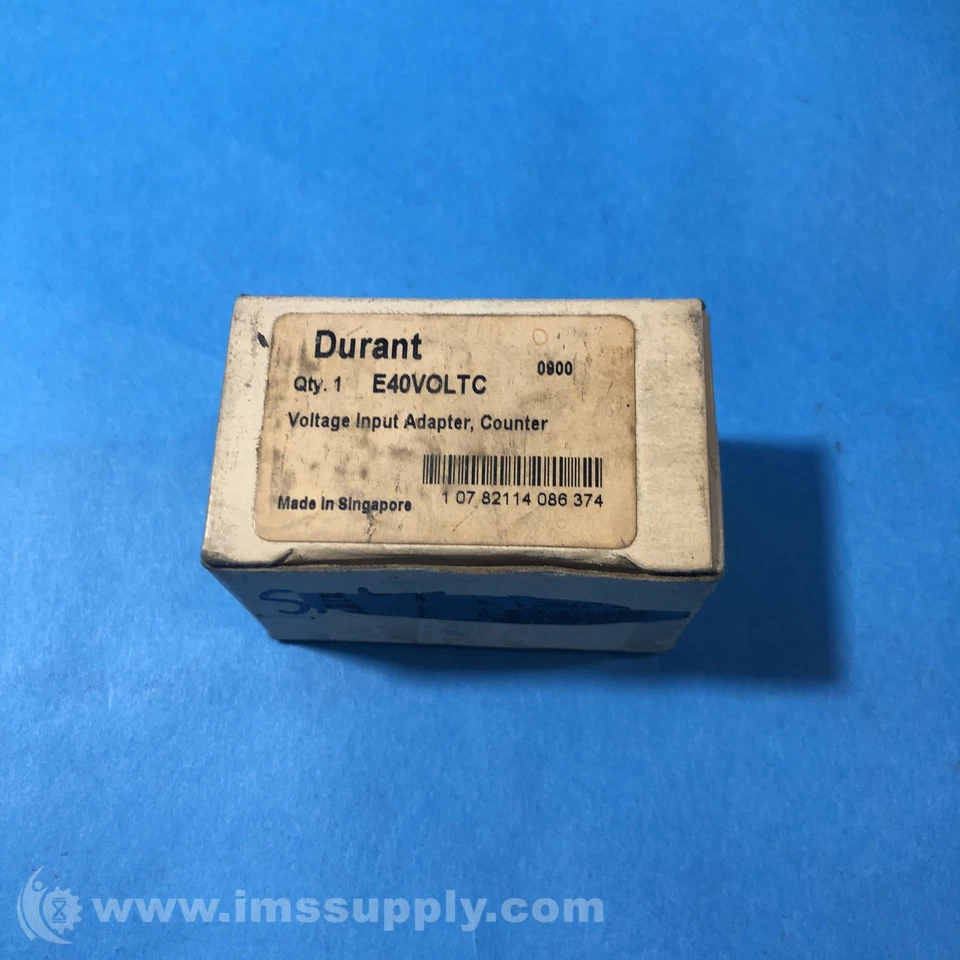 Durant
0900
Qty. 1 E40VOLTC
Voltage Input Adapter, Counter
Made in Singapore
1 07 82114 086 374
www.imssupply.com